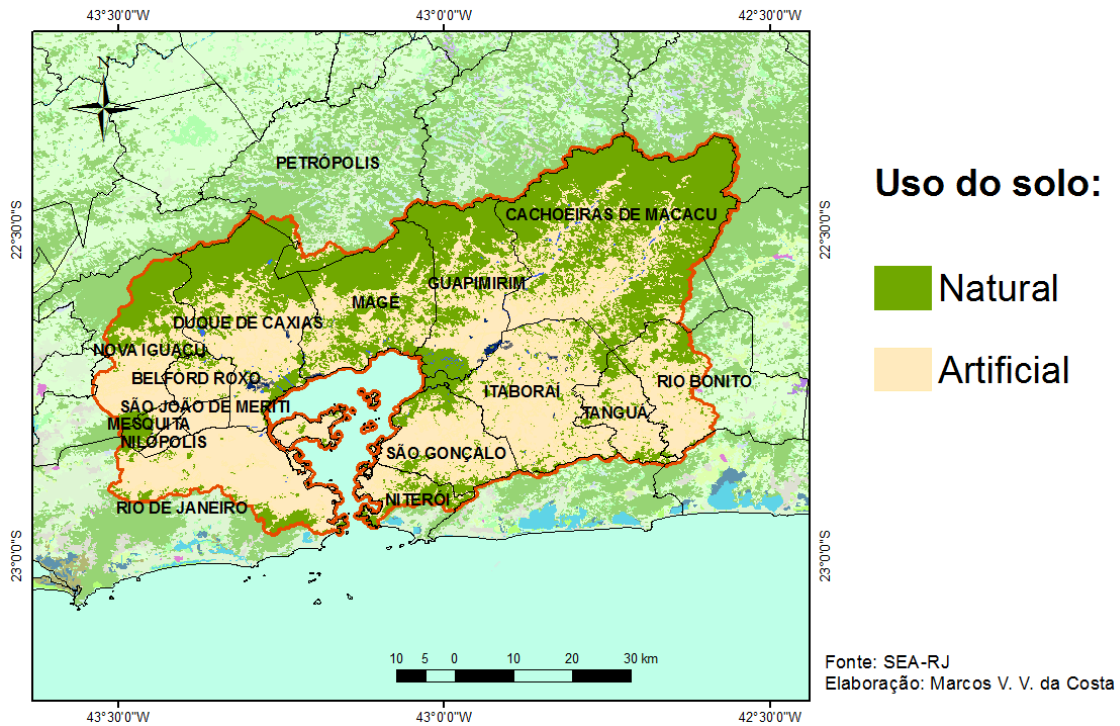 43°30'0"W
43°0'0"W
42°30'0"W
N
PETRÓPOLIS
CACHOEIRAS DE MACACU
22°30'0"S
22°30'0"S
GUAPIMIRIM
MAGÉ
DUQUE DE CAXIAS
NOVA IGUAÇU
BELFORD ROXO
RIO BONITO
ITABORAÍ
SÃO JOÃO DE MERITI
TANGUÁ
MESQUITA
NILÓPOLIS
SÃO GONÇALO
NITERÓI
RIO DE JANEIRO
23°0'0"S
23°0'0"S
10 5 0 10 20 30 km
43°30'0"W
43°0'0"W
42°30'0"W
Uso do solo:
Natural
Artificial
Fonte: SEA-RJ
Elaboração: Marcos V. V. da Costa